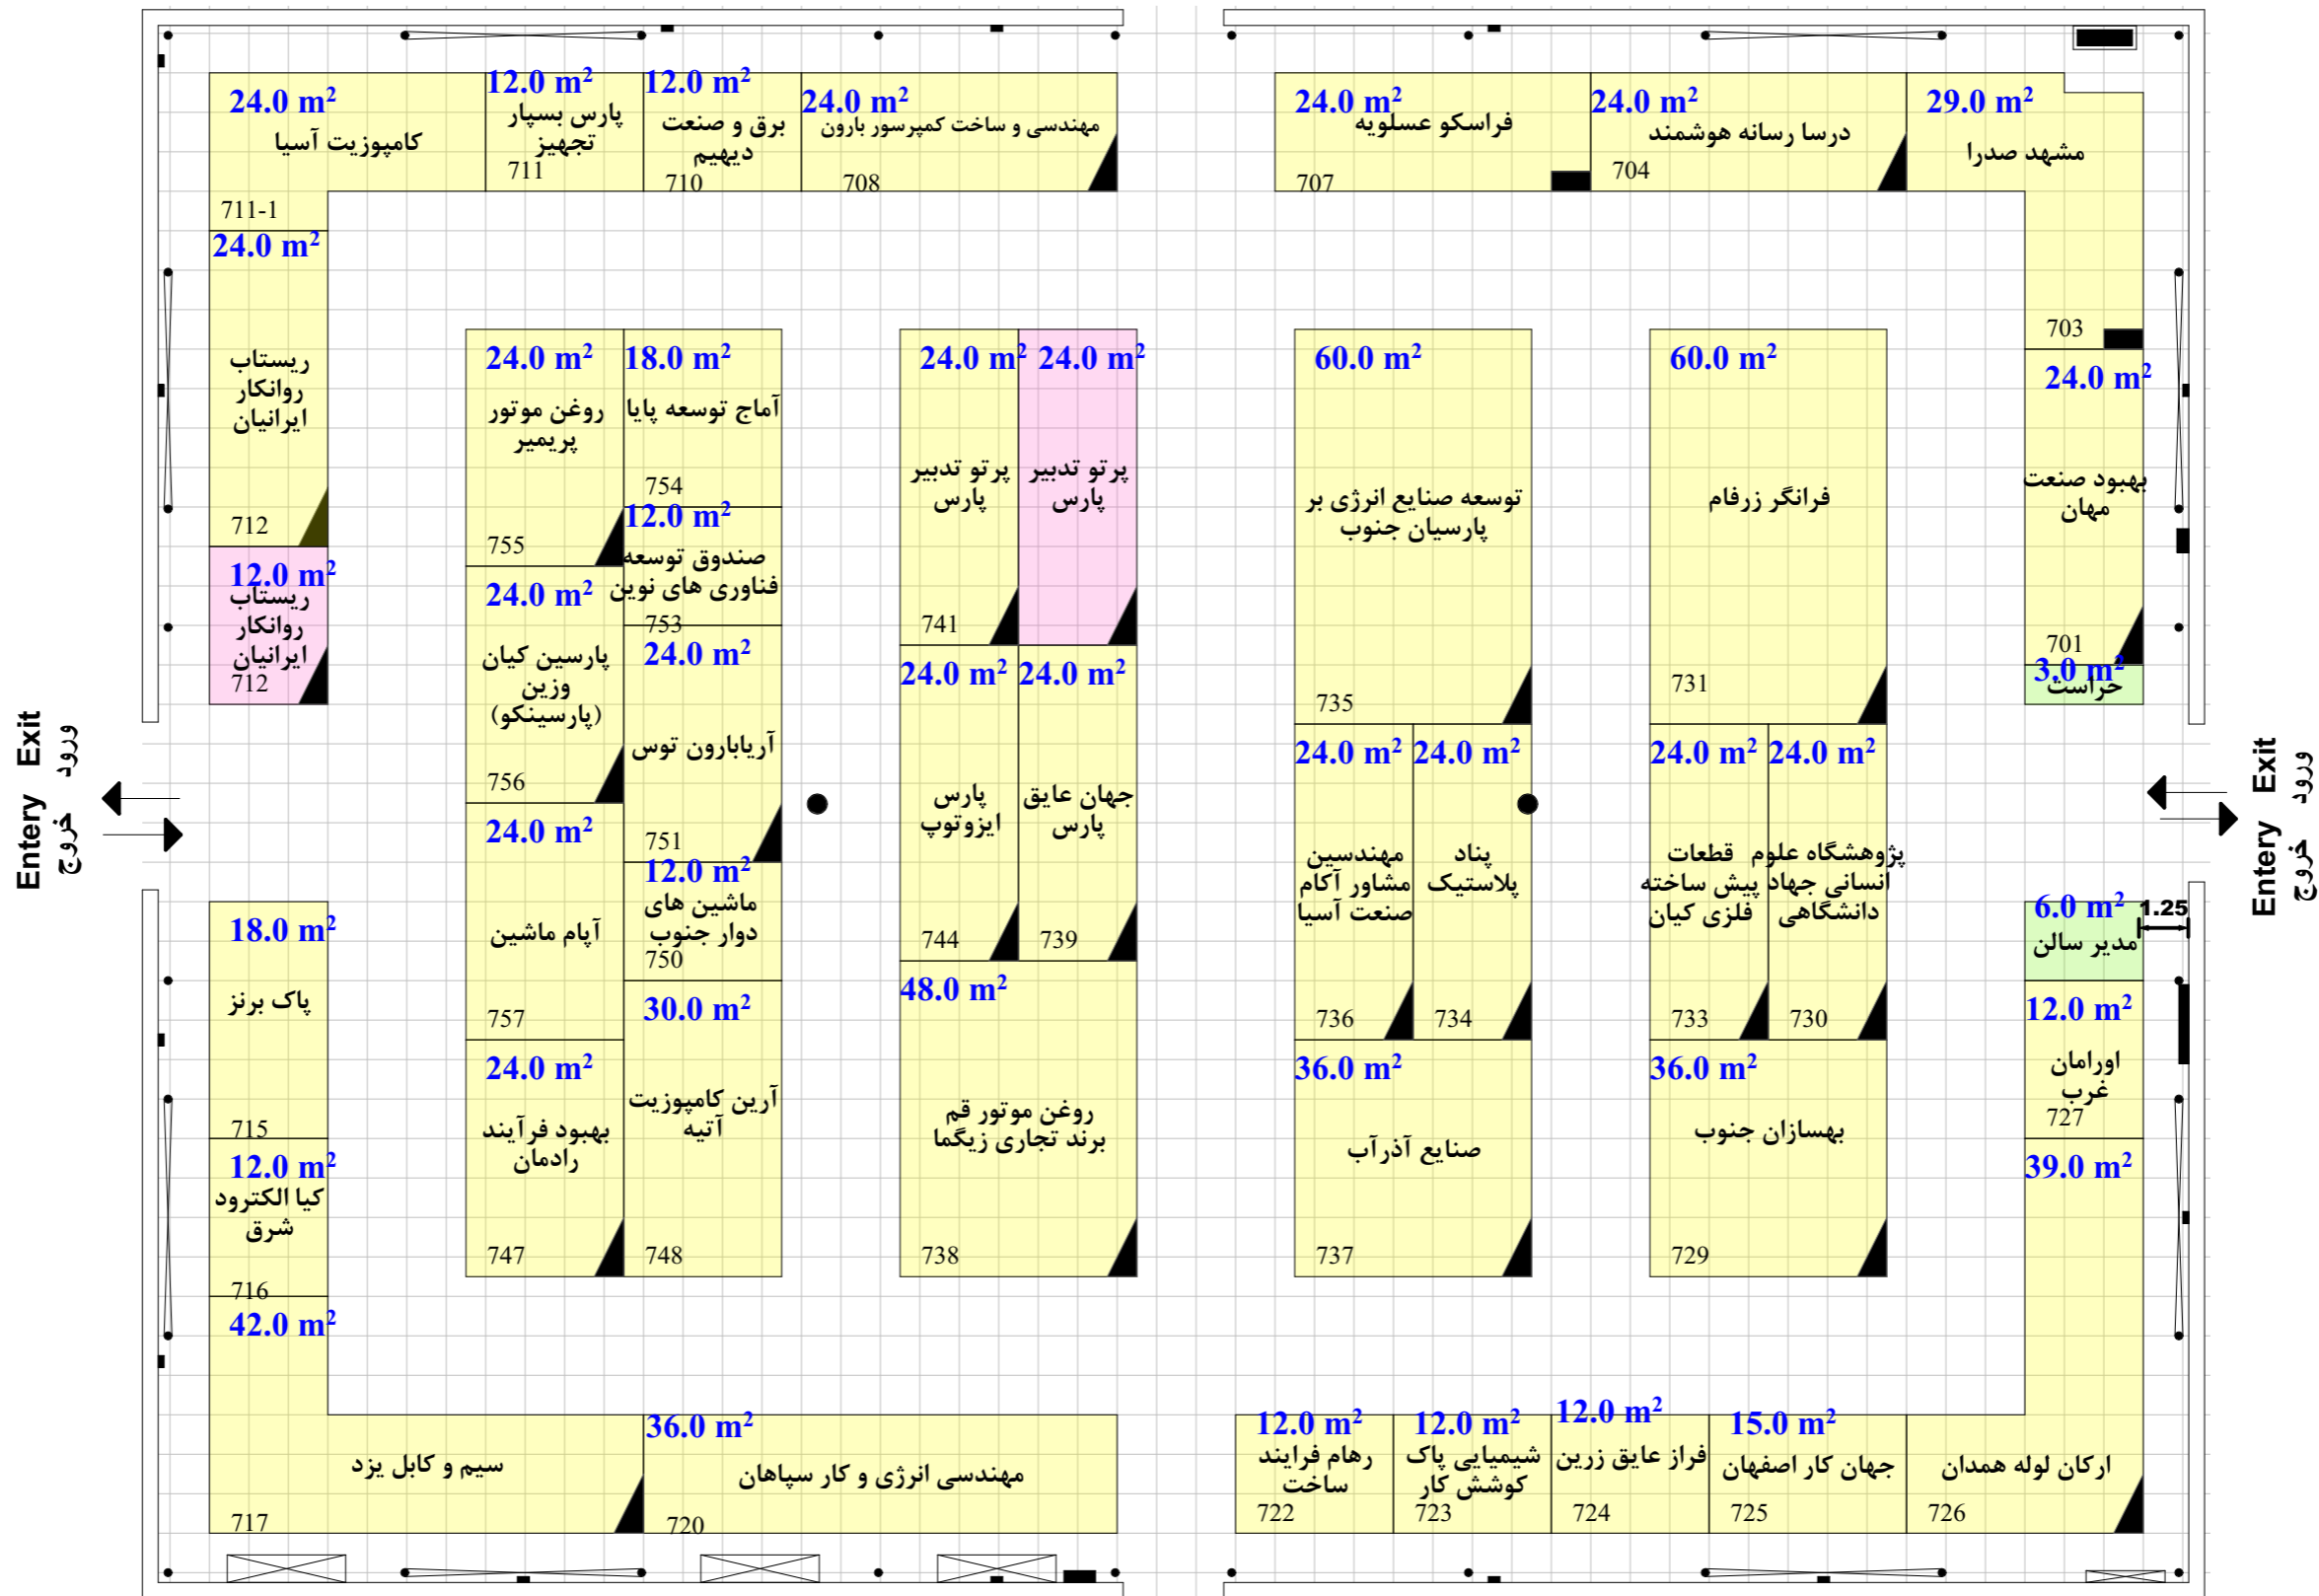 24.0 m²
کامپوزیت آسیا
711-1
12.0 m²
پارس بسپار
تجهیز
711
12.0 m²
برق و صنعت
دیهیم
710
24.0 m²
مهندسی و ساخت کمپرسور بارون
708
24.0 m²
فراسکو عسلویه
707
24.0 m²
درسا رسانه هوشمند
704
29.0 m²
مشهد صدرا
703
24.0 m²
ریستاب
روانکار
ایرانیان
712
12.0 m²
ریستاب
روانکار
ایرانیان
712
24.0 m²
روغن موتور
پریمیر
755
18.0 m²
آماج توسعه پایا
754
12.0 m²
صندوق توسعه
فناوری های نوین
753
24.0 m²
پارسین کیان
وزین
(پارسینکو)
756
24.0 m²
آریابارون توس
751
24.0 m²
آپام ماشین
757
12.0 m²
ماشین های
دوار جنوب
750
24.0 m²
بهبود فرآیند
رادمان
747
30.0 m²
آرین کامپوزیت
آتیه
748
24.0 m²
پرتو تدبیر
پارس
741
24.0 m²
پرتو تدبیر
پارس
24.0 m²
پارس
ایزوتوپ
744
24.0 m²
جهان عایق
پارس
739
48.0 m²
روغن موتور قم
برند تجاری زیگما
738
60.0 m²
توسعه صنایع انرژی بر
پارسیان جنوب
735
24.0 m²
مهندسین
مشاور آکام
صنعت آسیا
736
24.0 m²
پناد
پلاستیک
734
36.0 m²
صنایع آذرآب
737
60.0 m²
فرانگر زرفام
731
24.0 m²
قطعات
پیش ساخته
فلزی کیان
733
24.0 m²
پژوهشگاه علوم
انسانی جهاد
دانشگاهی
730
36.0 m²
بهسازان جنوب
729
24.0 m²
بهبود صنعت
مهان
701
3.0 m²
حراست
6.0 m²
مدیر سالن
1.25
12.0 m²
اورامان
غرب
727
39.0 m²
ارکان لوله همدان
726
18.0 m²
پاک برنز
715
12.0 m²
کیا الکترود
شرق
716
42.0 m²
سیم و کابل یزد
717
36.0 m²
مهندسی انرژی و کار سپاهان
720
12.0 m²
رهام فرایند
ساخت
722
12.0 m²
شیمیایی پاک
کوشش کار
723
12.0 m²
فراز عایق زرین
724
15.0 m²
جهان کار اصفهان
725
Entery Exit
ورود خروج
Entery Exit
ورود خروج